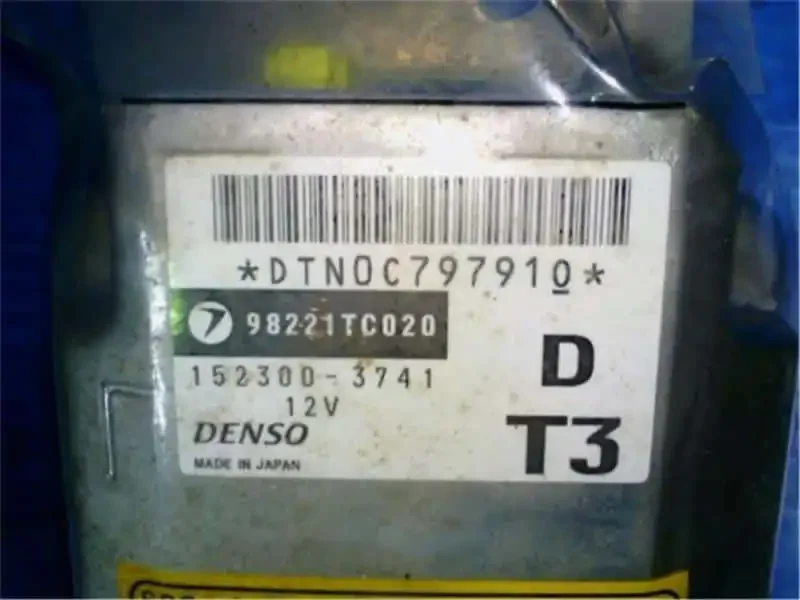 *DTN0C797910*
98221TC020
D
152300-3741
12V
T3
DENSO
MADE IN JAPAN